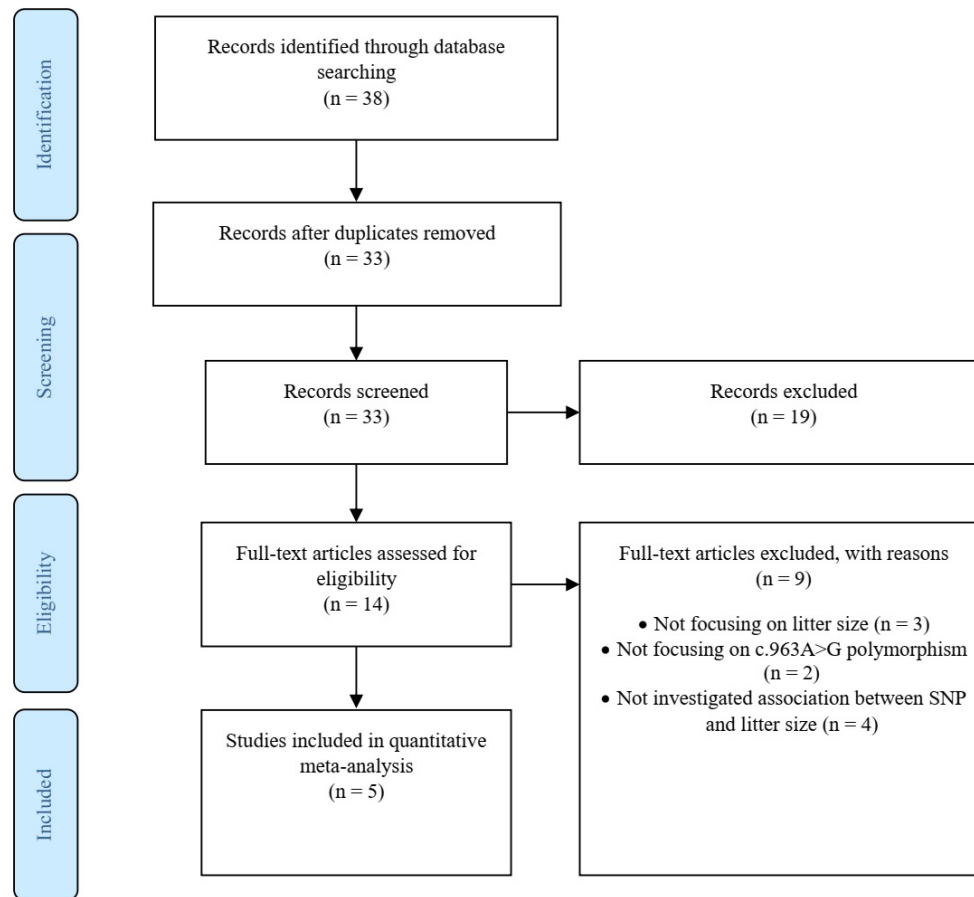 Identification
Records identified through database
searching
(n = 38)
Records after duplicates removed
(n = 33)
Screening
Records screened
(n = 33)
Records excluded
(n = 19)
Eligibility
Full-text articles assessed for
eligibility
(n = 14)
Full-text articles excluded, with reasons
(n = 9)
• Not focusing on litter size (n = 3)
• Not focusing on c.963A>G polymorphism
(n = 2)
• Not investigated association between SNP
and litter size (n = 4)
Included
Studies included in quantitative
meta-analysis
(n = 5)